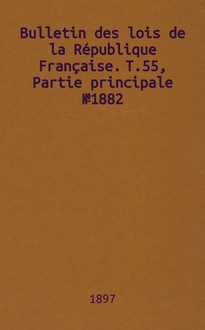 Bulletin des lois de
la République
Française. T.55,
Partie principale
№1882
1897